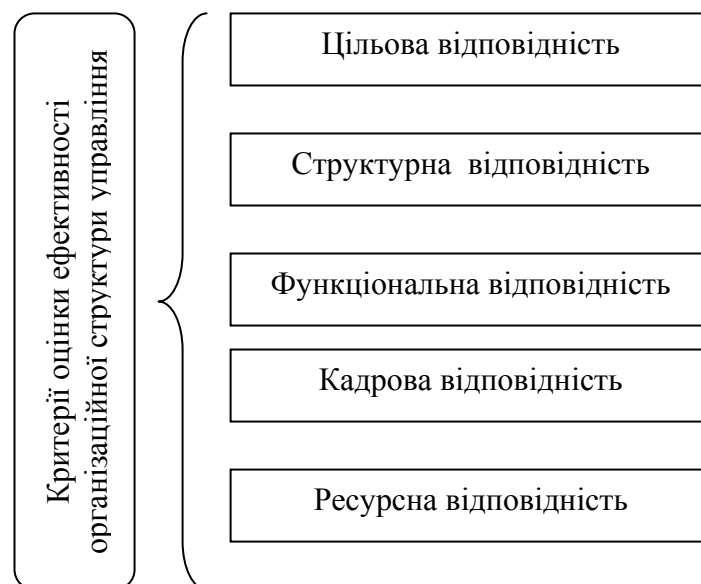 Критерії оцінки ефективності
організаційної структури управління
Цільова відповідність
Структурна відповідність
Функціональна відповідність
Кадрова відповідність
Ресурсна відповідність